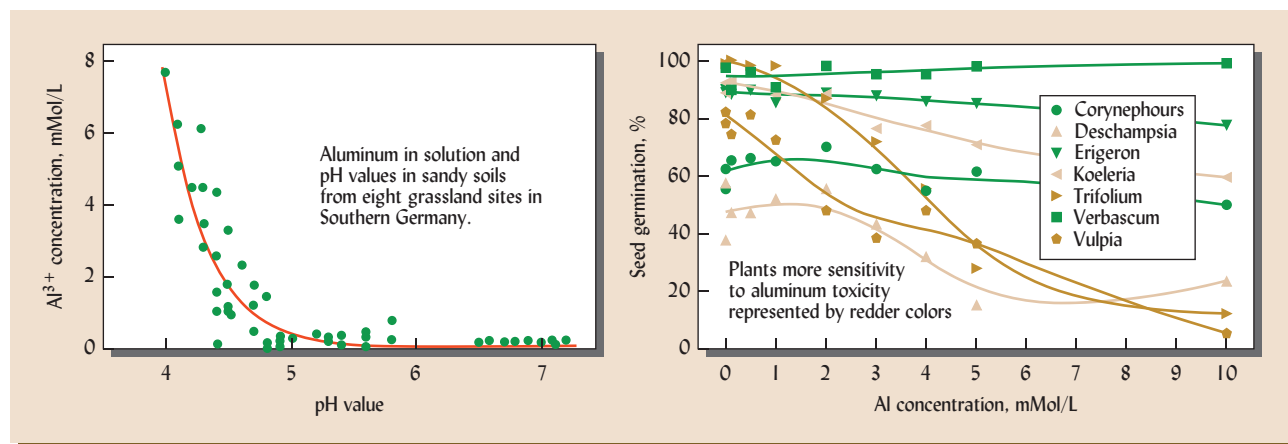 Al3+ concentration, mMol/L
8
6
4
2
0
4
5
6
7
pH value
Aluminum in solution and
pH values in sandy soils
from eight grassland sites in
Southern Germany.
Seed germination, %
100
80
60
40
20
0
0
1
2
3
4
5
6
7
8
9
10
Al concentration, mMol/L
Plants more sensitivity
to aluminum toxicity
represented by redder colors
Corynephours
Deschampsia
Erigeron
Koeleria
Trifolium
Verbascum
Vulpia